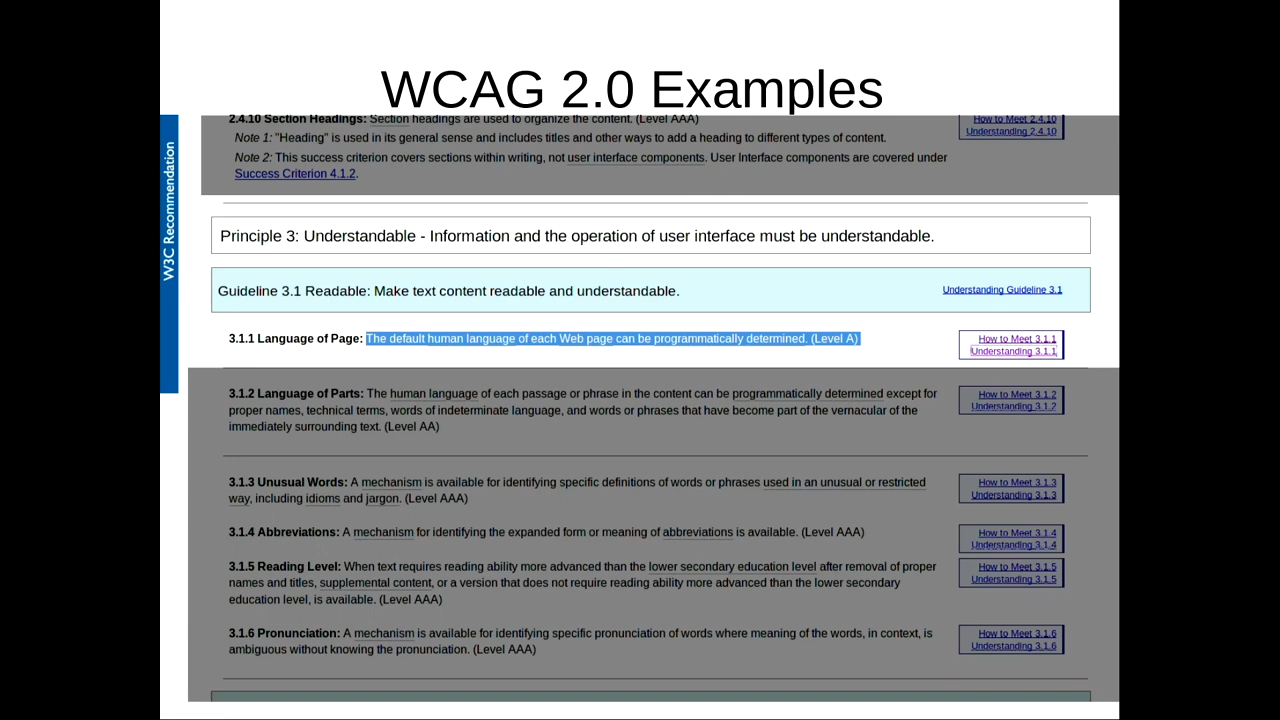 WCAG 2.0 Examples
W3C Recommendation
2.4.10 Section Headings: Section headings are used to organize the content. (Level AAA)
How to Meet 2.4.10
Note 1: "Heading" is used in its general sense and includes titles and other ways to add a heading to different types of content.
Understanding 2.4.10
Note 2: This success criterion covers sections within writing, not user interface components. User Interface components are covered under
Success Criterion 4.1.2.
Principle 3: Understandable - Information and the operation of user interface must be understandable.
Guideline 3.1 Readable: Make text content readable and understandable.
Understanding Guideline 3.1
3.1.1 Language of Page: The default human language of each Web page can be programmatically determined. (Level A)
How to Meet 3.1.1
Understanding 3.1.1
3.1.2 Language of Parts: The human language of each passage or phrase in the content can be programmatically determined except for
proper names, technical terms, words of indeterminate language, and words or phrases that have become part of the vernacular of the
immediately surrounding text. (Level AA)
How to Meet 3.1.2
Understanding 3.1.2
3.1.3 Unusual Words: A mechanism is available for identifying specific definitions of words or phrases used in an unusual or restricted
way, including idioms and jargon. (Level AAA)
How to Meet 3.1.3
Understanding 3.1.3
3.1.4 Abbreviations: A mechanism for identifying the expanded form or meaning of abbreviations is available. (Level AAA)
How to Meet 3.1.4
Understanding 3.1.4
3.1.5 Reading Level: When text requires reading ability more advanced than the lower secondary education level after removal of proper
names and titles, supplemental content, or a version that does not require reading ability more advanced than the lower secondary
education level, is available. (Level AAA)
How to Meet 3.1.5
Understanding 3.1.5
3.1.6 Pronunciation: A mechanism is available for identifying specific pronunciation of words where meaning of the words, in context, is
ambiguous without knowing the pronunciation. (Level AAA)
How to Meet 3.1.6
Understanding 3.1.6